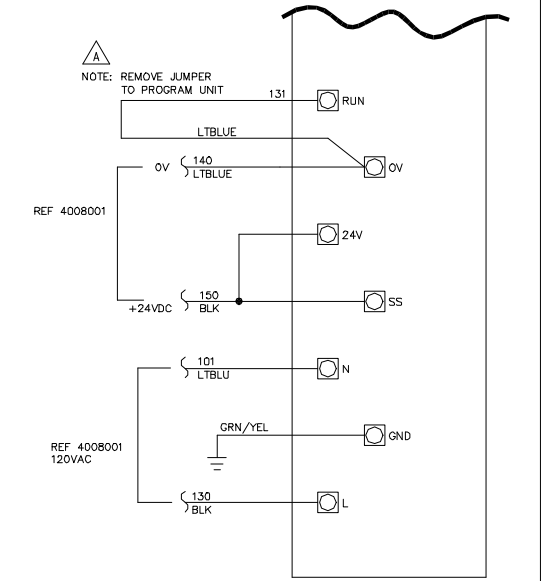 A
NOTE: REMOVE JUMPER
TO PROGRAM UNIT
131
RUN
LTBLUE
0V
140
LTBLUE
0V
REF 4008001
24V
+24VDC
150
BLK
SS
101
LTBLU
N
GRN/YEL
GND
REF 4008001
120VAC
130
BLK
L